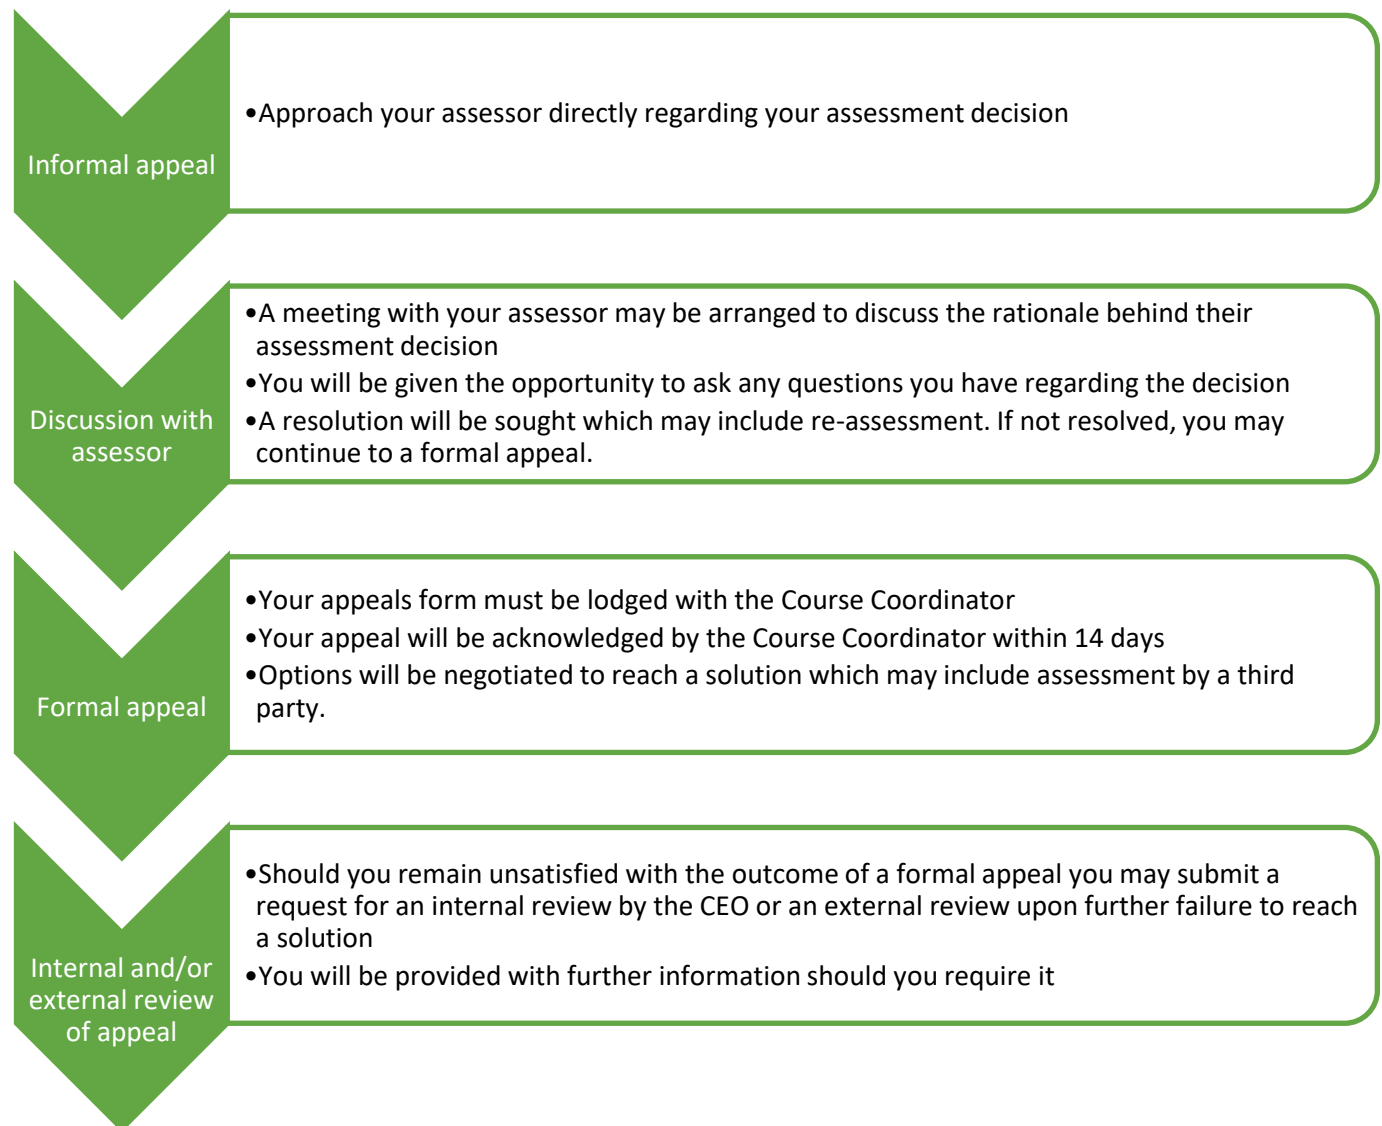 Informal appeal
•Approach your assessor directly regarding your assessment decision
Discussion with
assessor
•A meeting with your assessor may be arranged to discuss the rationale behind their
assessment decision
•You will be given the opportunity to ask any questions you have regarding the decision
•A resolution will be sought which may include re-assessment. If not resolved, you may
continue to a formal appeal.
Formal appeal
•Your appeals form must be lodged with the Course Coordinator
•Your appeal will be acknowledged by the Course Coordinator within 14 days
•Options will be negotiated to reach a solution which may include assessment by a third
party.
Internal and/or
external review
of appeal
•Should you remain unsatisfied with the outcome of a formal appeal you may submit a
request for an internal review by the CEO or an external review upon further failure to reach
a solution
•You will be provided with further information should you require it